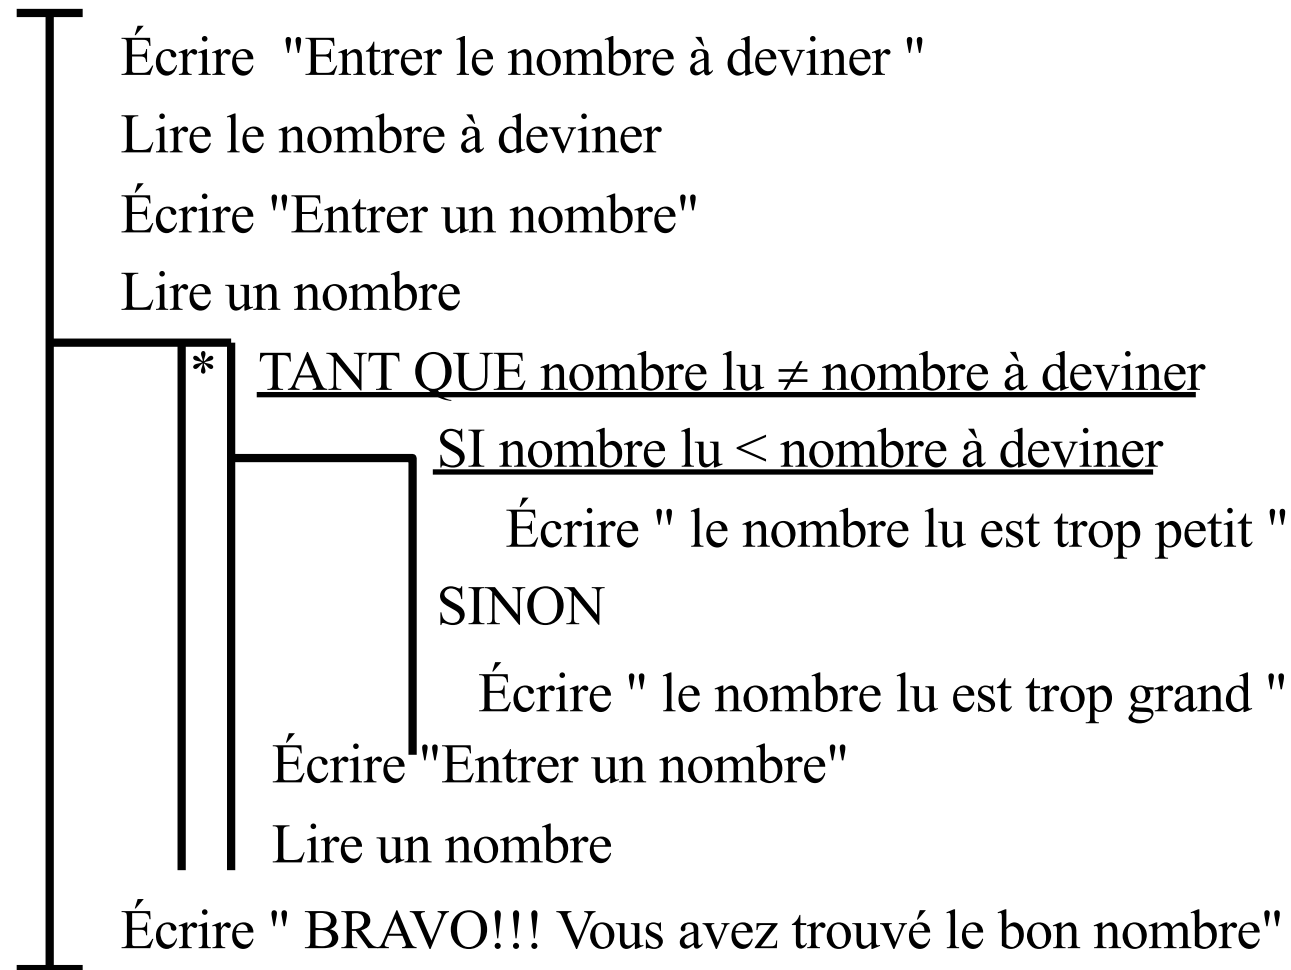 Écrire "Entrer le nombre à deviner "
Lire le nombre à deviner
Écrire "Entrer un nombre"
Lire un nombre
* TANT QUE nombre lu ≠ nombre à deviner
SI nombre lu < nombre à deviner
Écrire " le nombre lu est trop petit "
SINON
Écrire " le nombre lu est trop grand "
Écrire "Entrer un nombre"
Lire un nombre
Écrire " BRAVO!!! Vous avez trouvé le bon nombre"